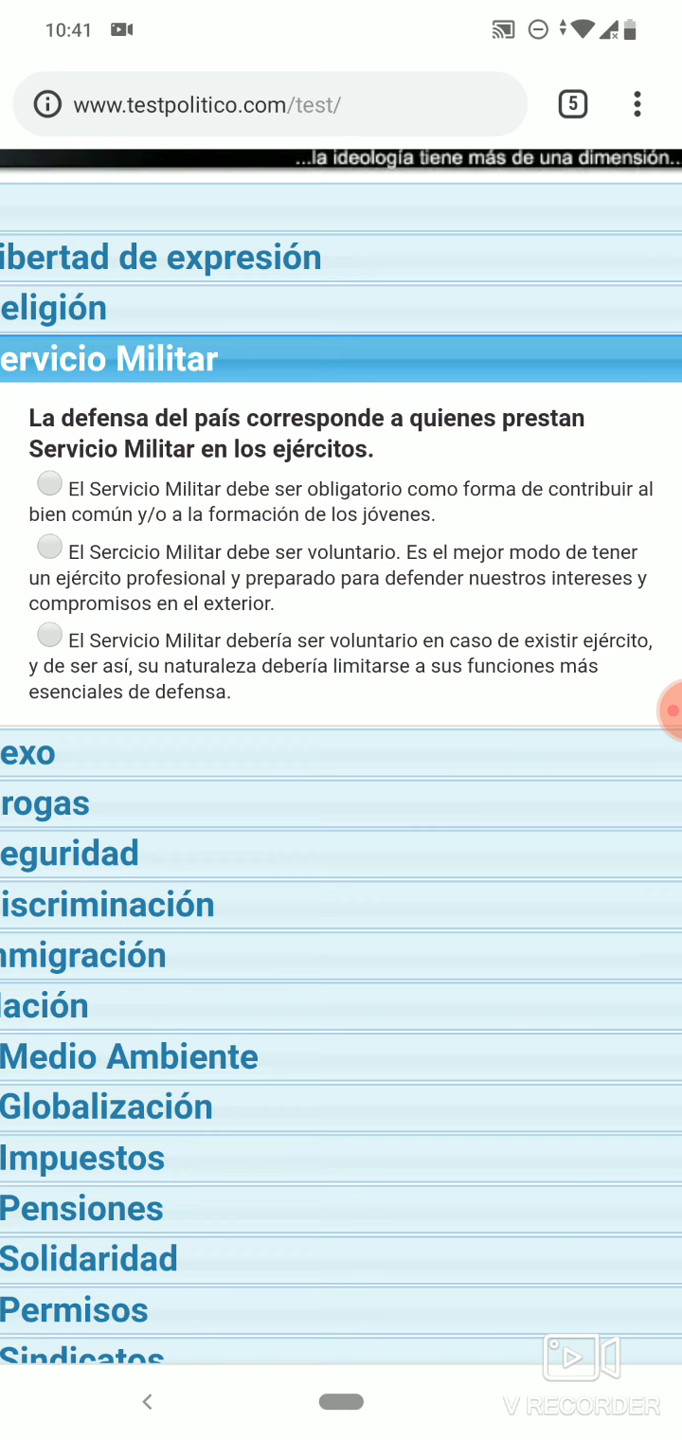 10:41
www.testpolitico.com/test/
5
...la ideología tiene más de una dimensión..
ibertad de expresión
eligión
ervicio Militar
La defensa del país corresponde a quienes prestan
Servicio Militar en los ejércitos.
El Servicio Militar debe ser obligatorio como forma de contribuir al
bien común y/o a la formación de los jóvenes.
El Sercicio Militar debe ser voluntario. Es el mejor modo de tener
un ejército profesional y preparado para defender nuestros intereses y
compromisos en el exterior.
El Servicio Militar debería ser voluntario en caso de existir ejército,
y de ser así, su naturaleza debería limitarse a sus funciones más
esenciales de defensa.
exo
rogas
eguridad
iscriminación
nmigración
lación
Medio Ambiente
Globalización
Impuestos
Pensiones
Solidaridad
Permisos
Sindicatos
V RECORDER